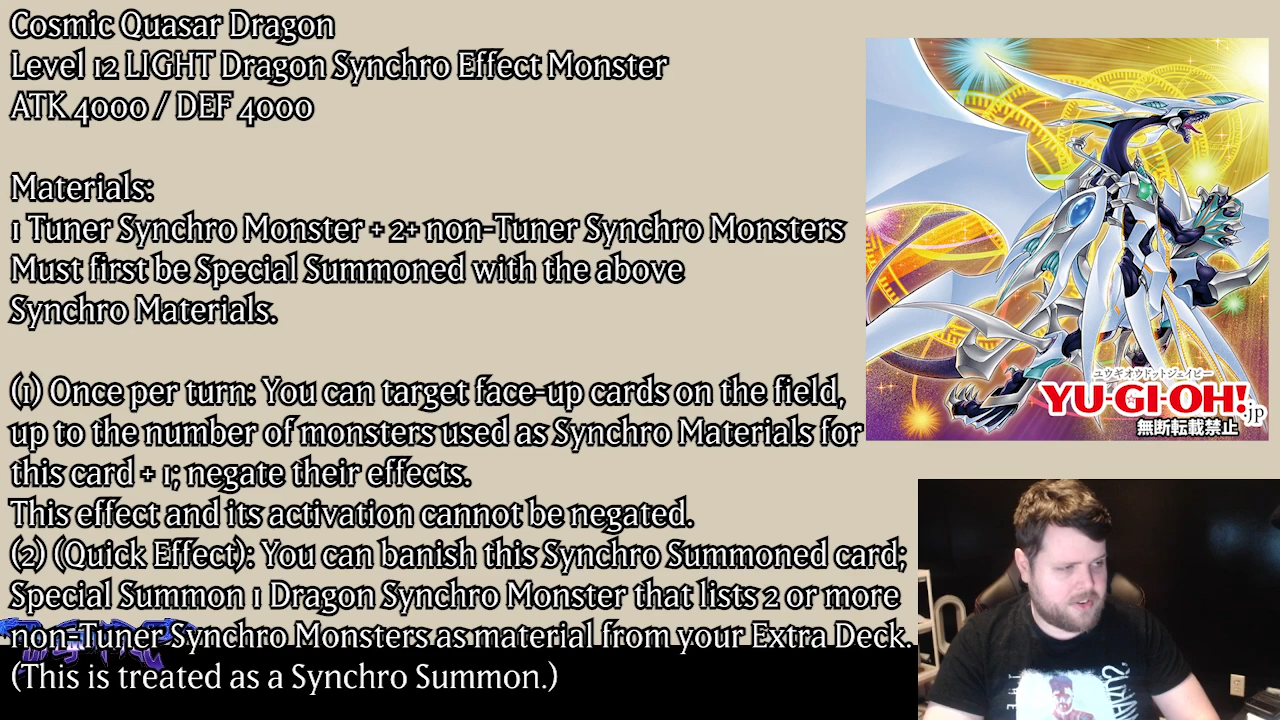 Cosmic Quasar Dragon
Level 12 LIGHT Dragon Synchro Effect Monster
ATK 4000 / DEF 4000
Materials:
1 Tuner Synchro Monster + 2+ non-Tuner Synchro Monsters
Must first be Special Summoned with the above
Synchro Materials.
(1) Once per turn: You can target face-up cards on the field,
up to the number of monsters used as Synchro Materials for
this card + 1; negate their effects.
This effect and its activation cannot be negated.
(2) (Quick Effect): You can banish this Synchro Summoned card;
Special Summon 1 Dragon Synchro Monster that lists 2 or more
non-Tuner Synchro Monsters as material from your Extra Deck.
(This is treated as a Synchro Summon.)
ユウギオウドットジェイピー
YU-GI-OH!.jp
無断転載禁止